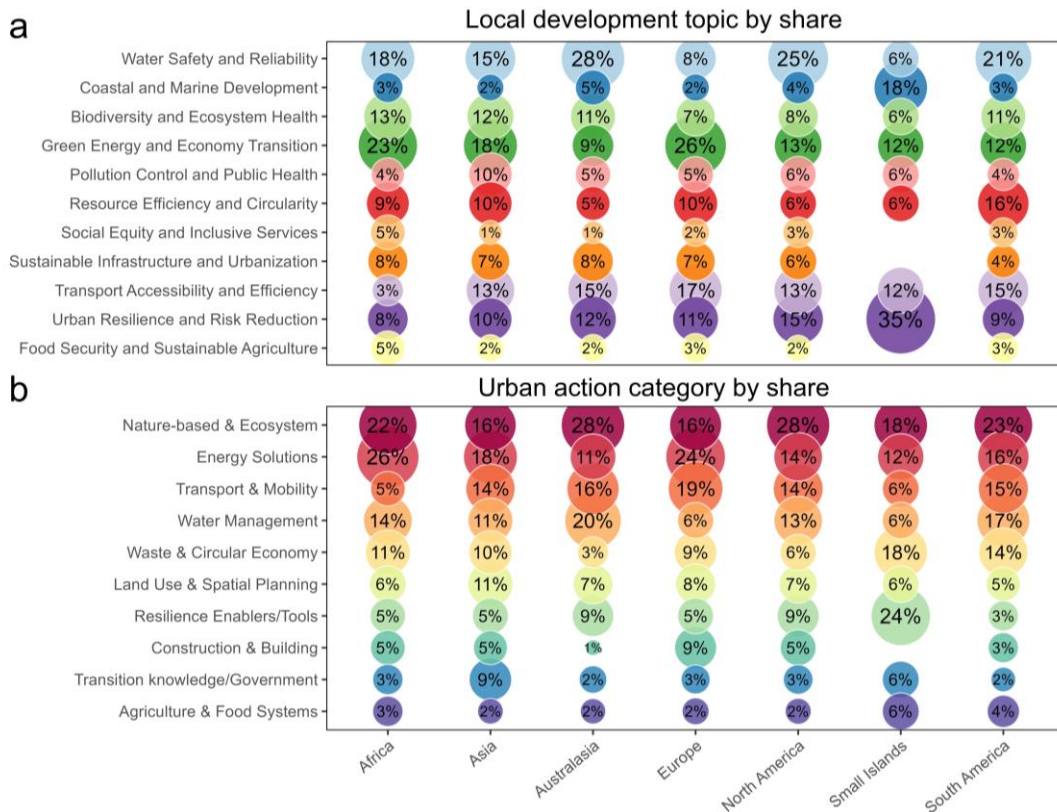 a
Local development topic by share
Water Safety and Reliability 18% 15% 28% 8% 25% 6% 21%
Coastal and Marine Development 3% 2% 5% 2% 4% 18% 3%
Biodiversity and Ecosystem Health 13% 12% 11% 7% 8% 6% 11%
Green Energy and Economy Transition 23% 18% 9% 26% 13% 12% 12%
Pollution Control and Public Health 4% 10% 5% 5% 6% 6% 4%
Resource Efficiency and Circularity 9% 10% 5% 10% 6% 6% 16%
Social Equity and Inclusive Services 5% 1% 1% 2% 3% 3%
Sustainable Infrastructure and Urbanization 8% 7% 8% 7% 6% 4%
Transport Accessibility and Efficiency 3% 13% 15% 17% 13% 12% 15%
Urban Resilience and Risk Reduction 8% 10% 12% 11% 15% 35% 9%
Food Security and Sustainable Agriculture 5% 2% 2% 3% 2% 3%
b
Urban action category by share
Nature-based & Ecosystem 22% 16% 28% 16% 28% 18% 23%
Energy Solutions 26% 18% 11% 24% 14% 12% 16%
Transport & Mobility 5% 14% 16% 19% 14% 6% 15%
Water Management 14% 11% 20% 6% 13% 6% 17%
Waste & Circular Economy 11% 10% 3% 9% 6% 18% 14%
Land Use & Spatial Planning 6% 11% 7% 8% 7% 6% 5%
Resilience Enablers/Tools 5% 5% 9% 5% 9% 24% 3%
Construction & Building 5% 5% 1% 9% 5% 3%
Transition knowledge/Government 3% 9% 2% 3% 3% 6% 2%
Agriculture & Food Systems 3% 2% 2% 2% 2% 6% 4%
Africa Asia Australasia Europe North America Small Islands South America